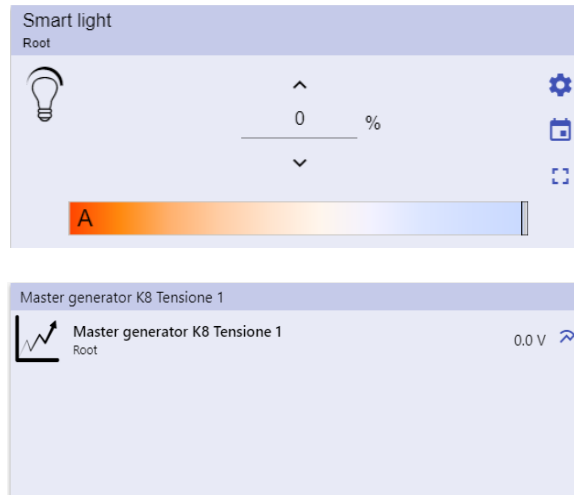 Smart light
Root
0 %
A
Master generator K8 Tensione 1
Master generator K8 Tensione 1
Root
0.0 V